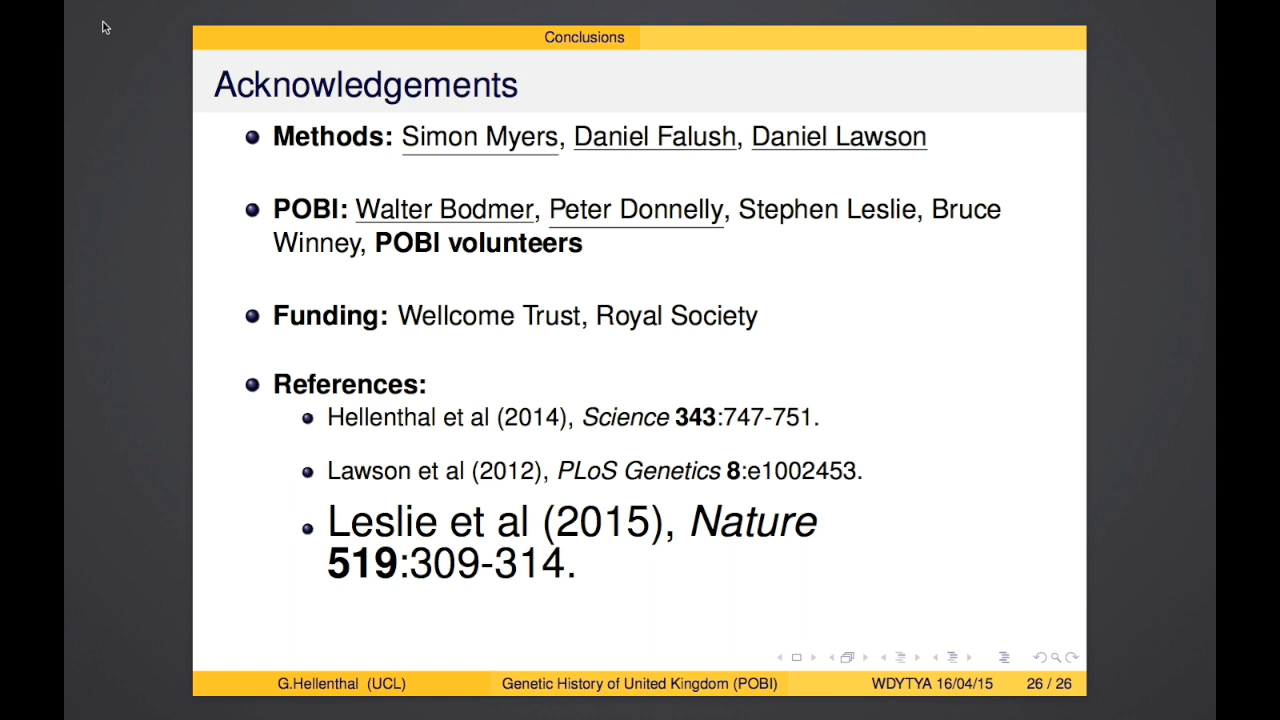 Conclusions
Acknowledgements
Methods: Simon Myers, Daniel Falush, Daniel Lawson
POBI: Walter Bodmer, Peter Donnelly, Stephen Leslie, Bruce
Winney, POBI volunteers
Funding: Wellcome Trust, Royal Society
References:
Hellenthal et al (2014), Science 343:747-751.
Lawson et al (2012), PLoS Genetics 8:e1002453.
Leslie et al (2015), Nature
519:309-314.
G.Hellenthal (UCL) Genetic History of United Kingdom (POBI) WDYTYA 16/04/15 26 / 26